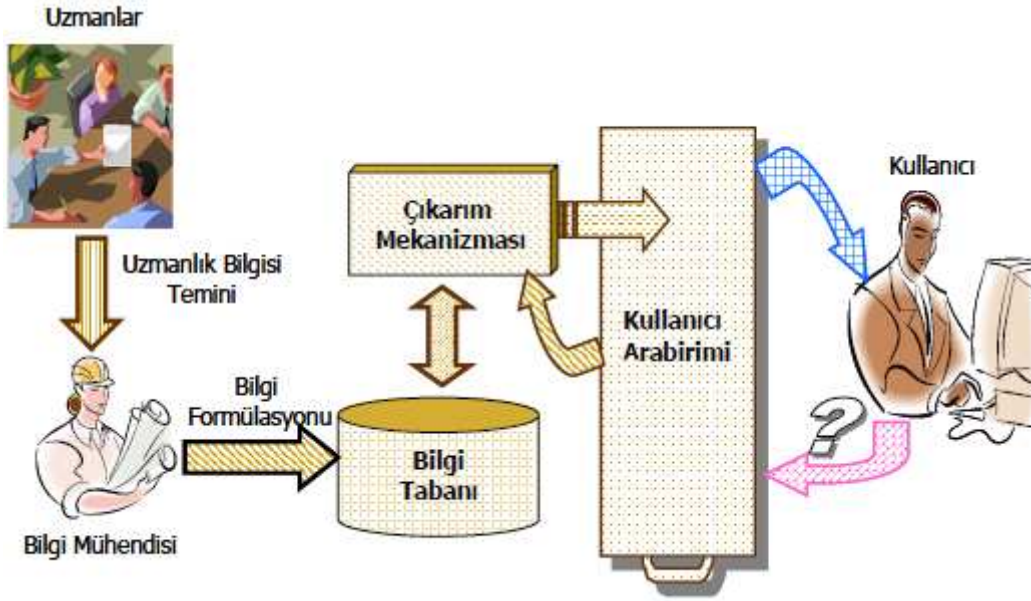 Uzmanlar
Uzmanlık Bilgisi
Temini
Bilgi
Formülasyonu
Bilgi Mühendisi
Çıkarım
Mekanizması
Bilgi
Tabanı
Kullanıcı
Arabirimi
Kullanıcı
?